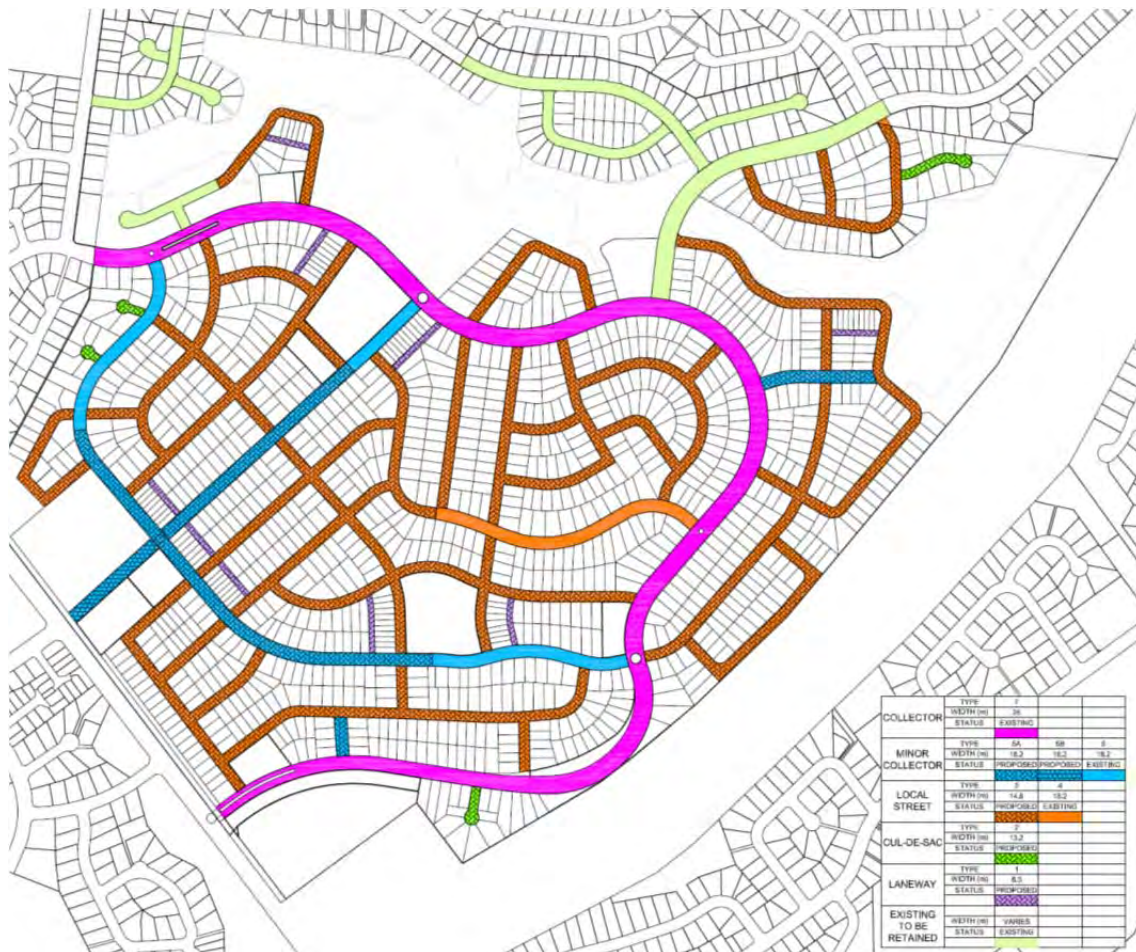 COLLECTOR
TYPE 7
WIDTH (m)
STATUS EXISTING
MINOR COLLECTOR
TYPE 5A 5B 5
WIDTH (m) 18.2 18.2 18.2
STATUS PROPOSED PROPOSED EXISTING
LOCAL STREET
TYPE 3 4
WIDTH (m) 14.8 18.2
STATUS PROPOSED EXISTING
CUL-DE-SAC
TYPE 2
WIDTH (m) 13.2
STATUS PROPOSED
LANEWAY
TYPE 1
WIDTH (m)
STATUS PROPOSED
EXISTING TO BE RETAINED
WIDTH (m) VARIES
STATUS EXISTING